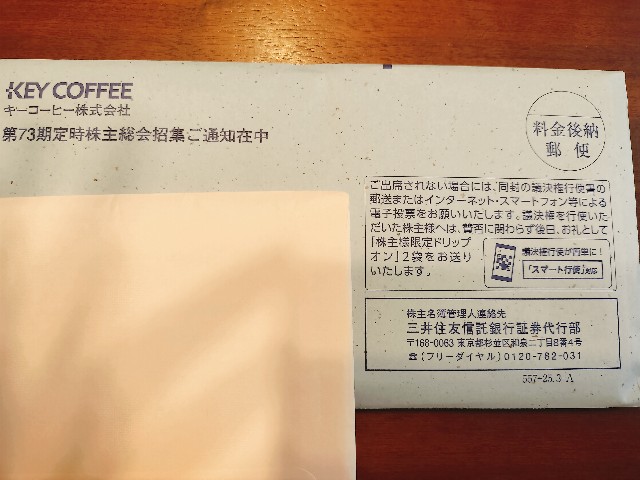 KEY COFFEE
キーコーヒー株式会社
第73期定時株主総会招集ご通知在中
料金後納
郵便
ご出席されない場合には、同封の議決権行使書の
郵送またはインターネット・スマートフォン等による
電子投票をお願いいたします。議決権を行使いた
だいた株主様へは、賛否に関わらず後日、お礼として
「株主様限定ドリップ
オン」2袋をお送り
いたします。
議決権行使が簡単に!
「スマート行使」対応
株主名簿管理人連絡先
三井住友信託銀行証券代行部
〒168-0063 東京都杉並区和泉二丁目8番4号
☎(フリーダイヤル)0120-782-031
557-25.3 A